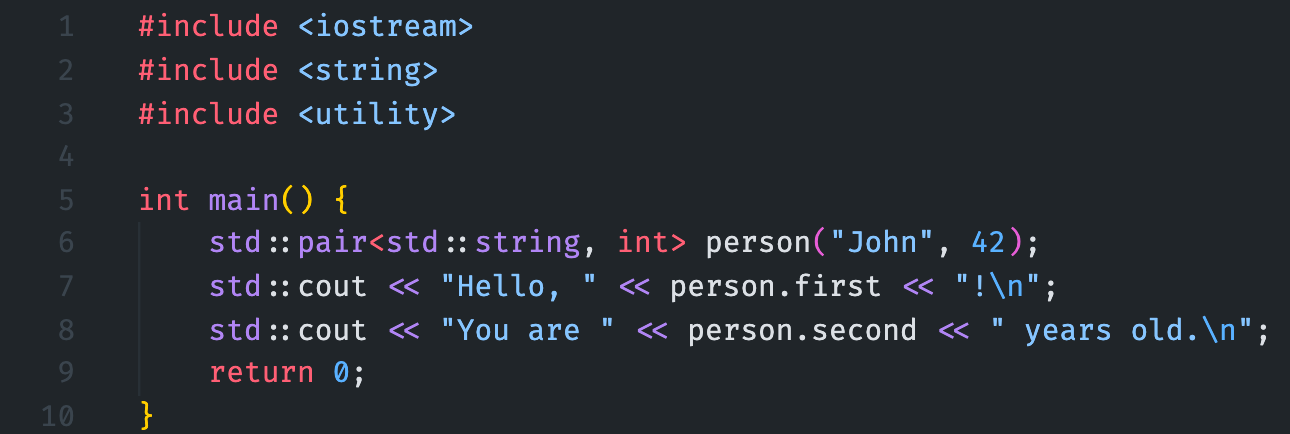 1 #include <iostream>
2 #include <string>
3 #include <utility>
4
5 int main() {
6     std::pair<std::string, int> person("John", 42);
7     std::cout << "Hello, " << person.first << "!\n";
8     std::cout << "You are " << person.second << " years old.\n";
9     return 0;
10 }